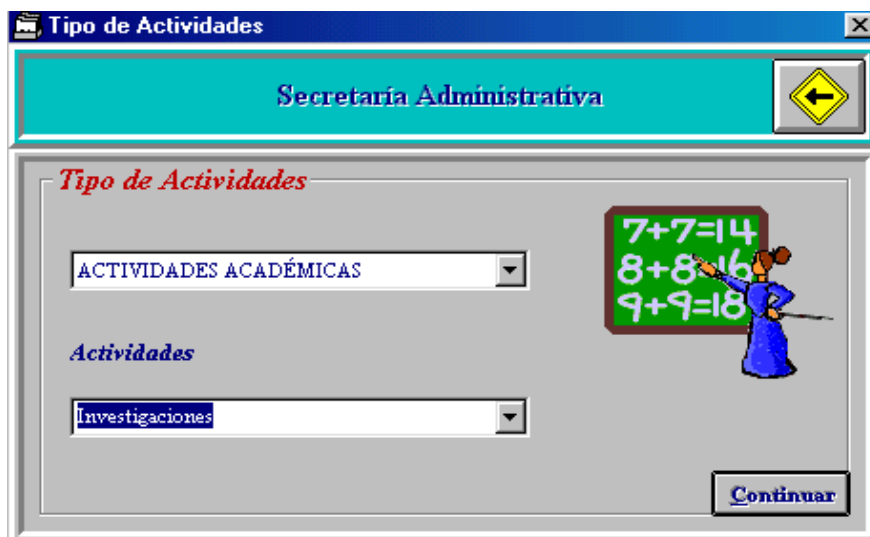 Tipo de Actividades
Secretaría Administrativa
Tipo de Actividades
ACTIVIDADES ACADÉMICAS
7+7=14
8+8=16
9+9=18
Actividades
Investigaciones
Continuar